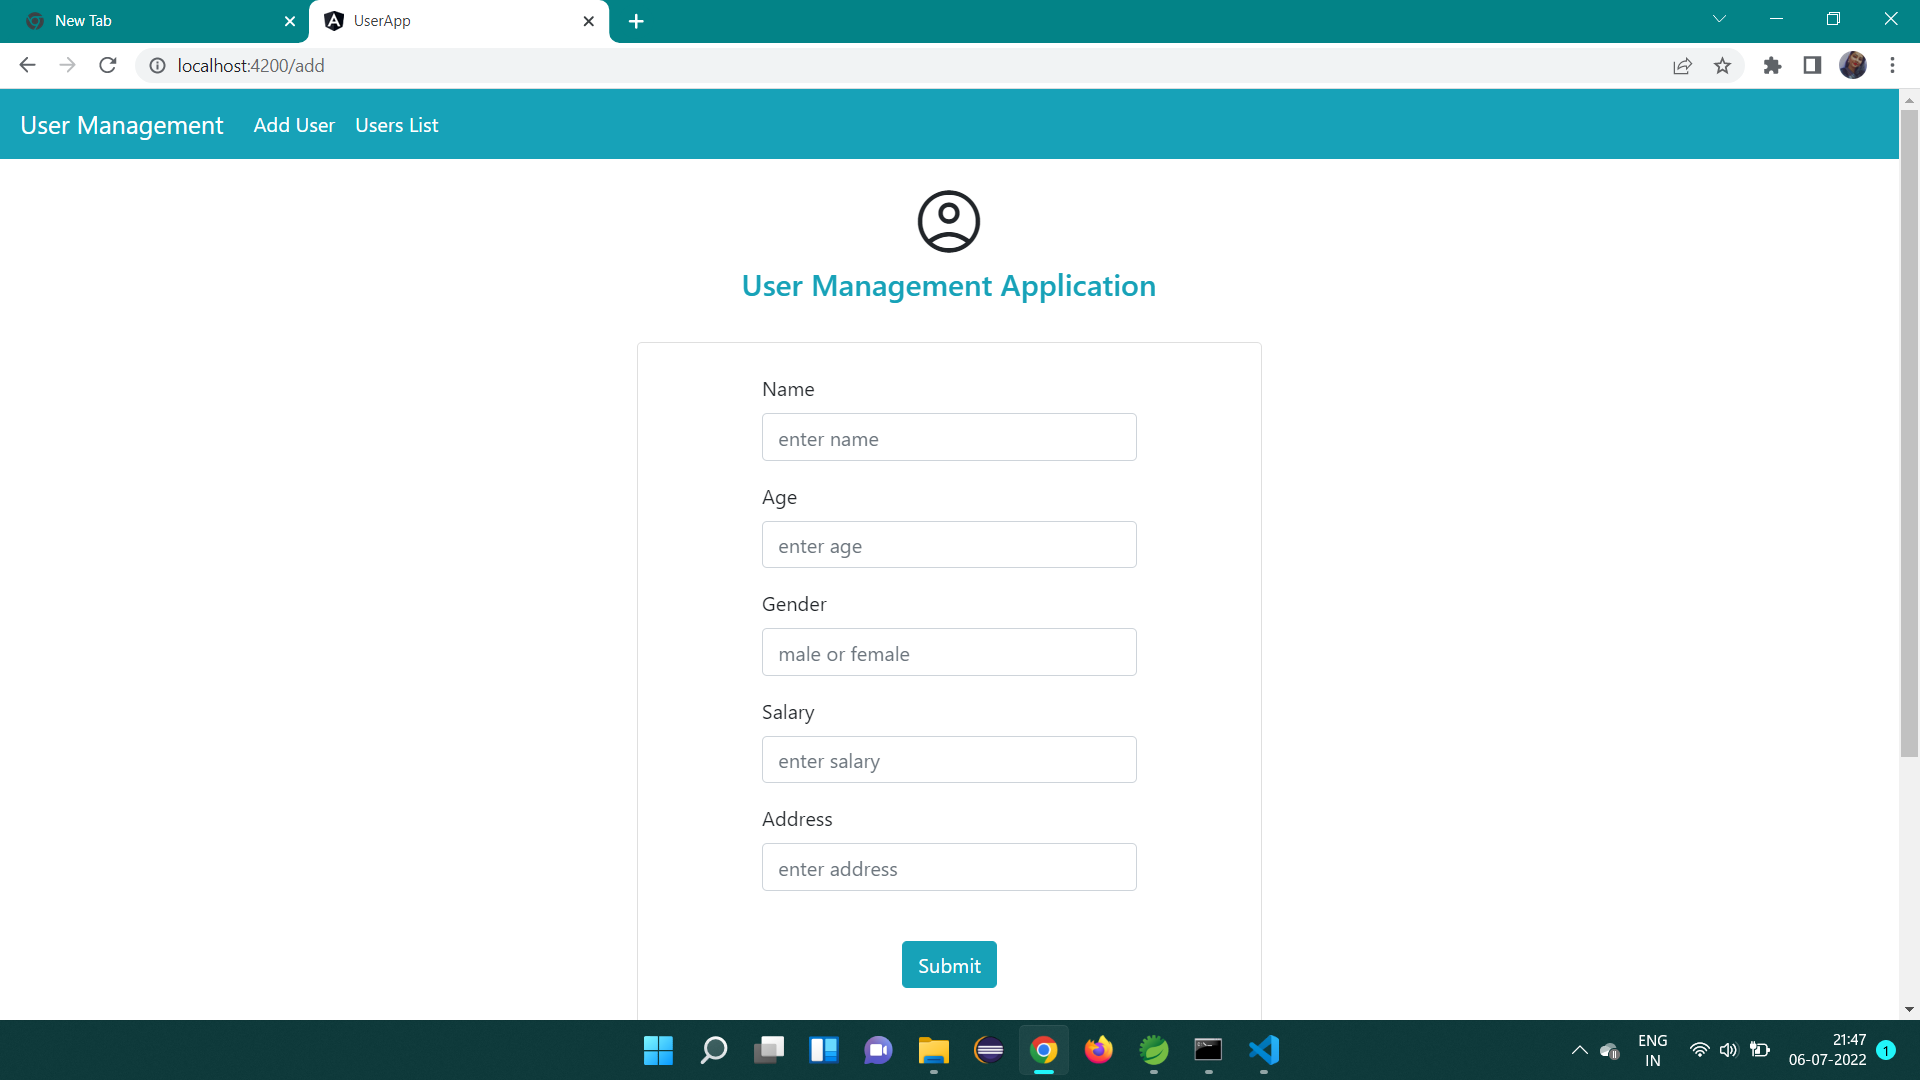 New Tab
UserApp
localhost:4200/add
User Management
Add User
Users List
User Management Application
Name
enter name
Age
enter age
Gender
male or female
Salary
enter salary
Address
enter address
Submit
ENG
IN
21:47
06-07-2022
1